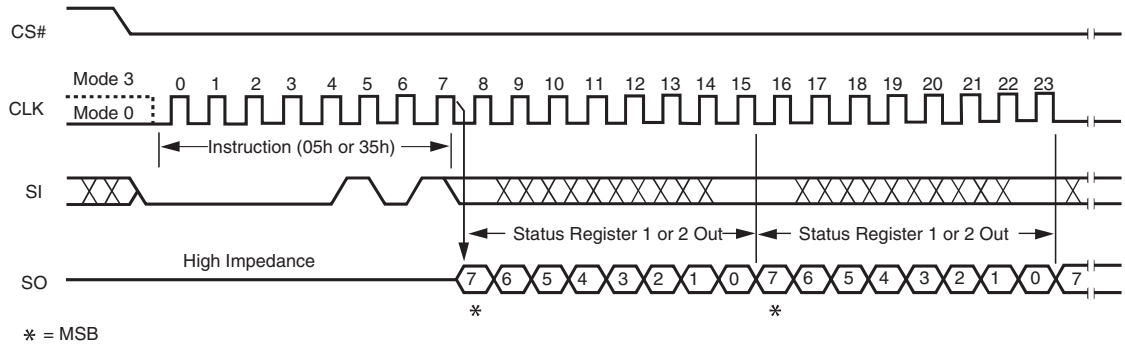 CS#
Mode 3
0 1 2 3 4 5 6 7 8 9 10 11 12 13 14 15 16 17 18 19 20 21 22 23
CLK
Mode 0
Instruction (05h or 35h)
SI
Status Register 1 or 2 Out
Status Register 1 or 2 Out
High Impedance
SO
7 6 5 4 3 2 1 0 7 6 5 4 3 2 1 0 7
* *
* = MSB